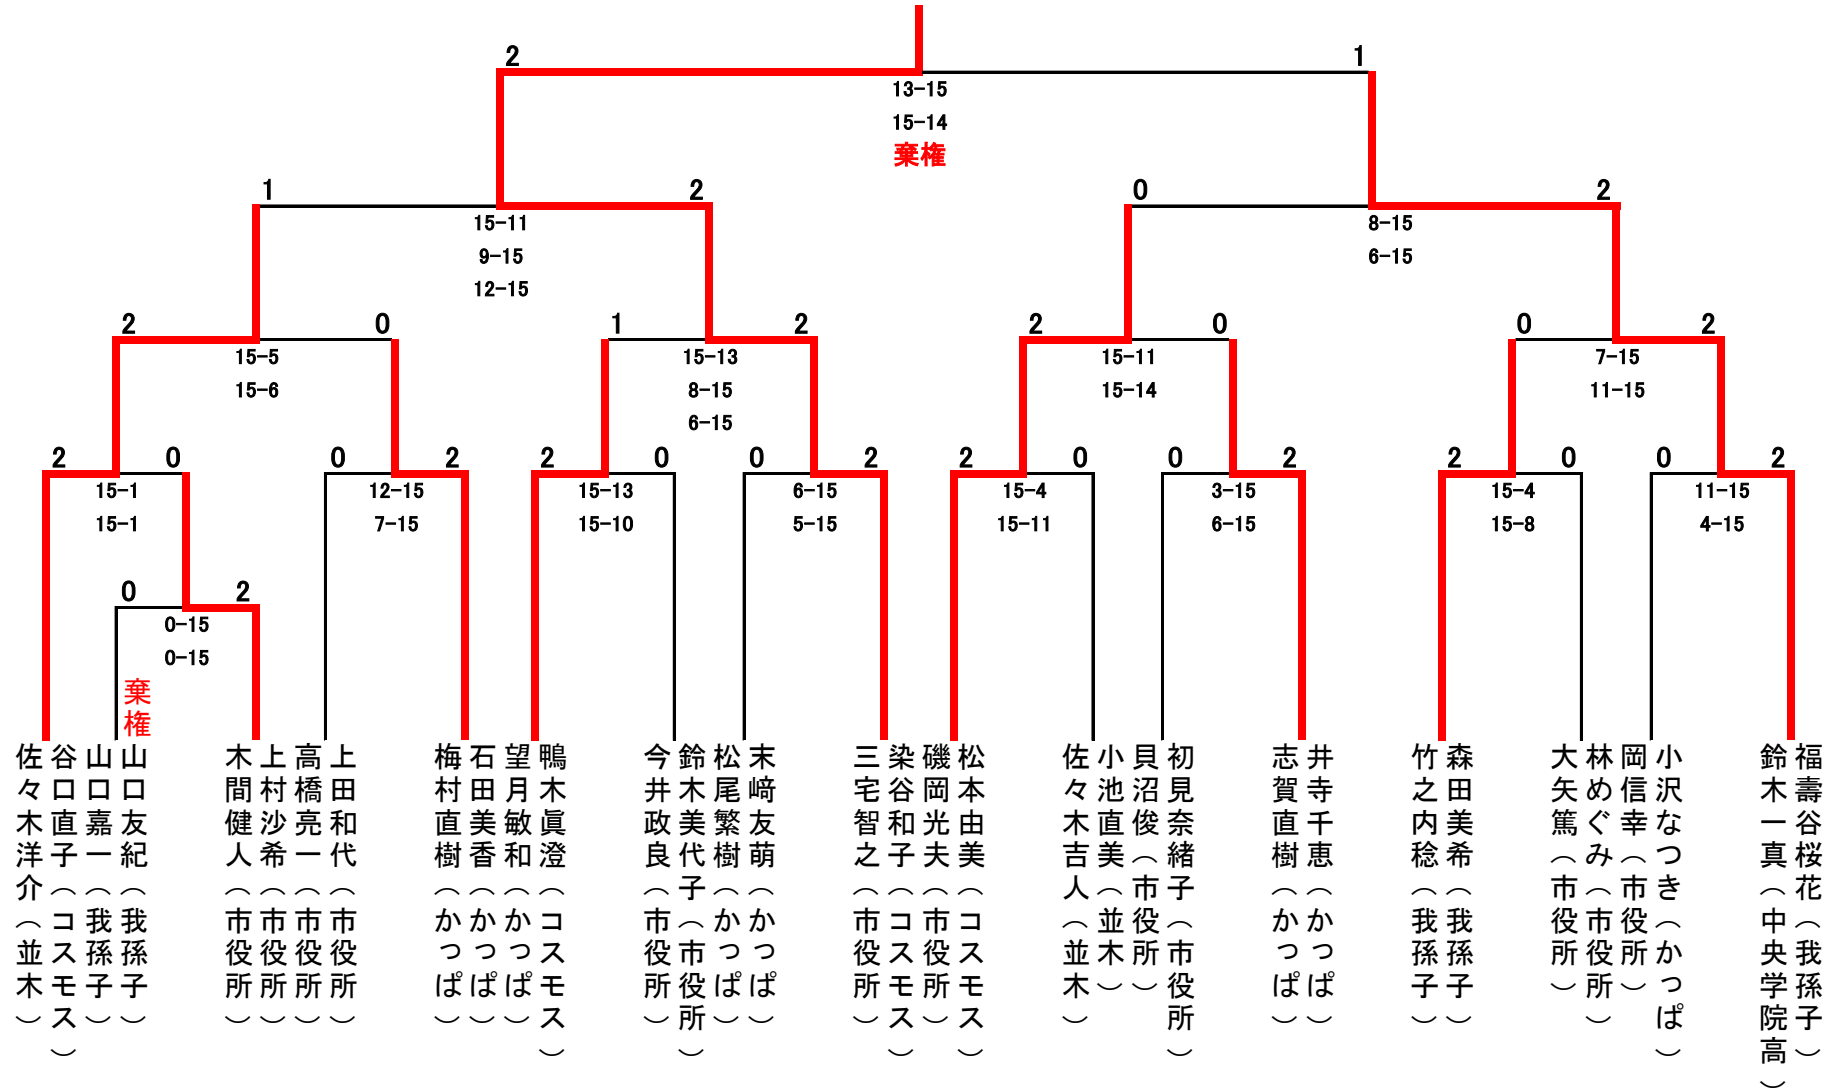 2
1
13-15
15-14
棄権
1
2
0
2
15-11
9-15
12-15
8-15
6-15
2
0
1
2
2
0
0
2
15-5
15-6
15-13
8-15
6-15
15-11
15-14
7-15
11-15
2
0
0
2
2
0
0
2
2
0
0
2
2
0
0
2
15-1
15-1
12-15
7-15
15-13
15-10
6-15
5-15
15-4
15-11
3-15
6-15
15-4
15-8
11-15
4-15
0
2
0-15
0-15
棄権
佐々木洋介(並木)
谷口直子(コスモス)
山口嘉一(我孫子)
山口友紀(我孫子)
木間健人(市役所)
上村沙希(市役所)
高橋亮一(市役所)
上田和代(市役所)
梅村直樹(かっぱ)
石田美香(かっぱ)
望月敏和(かっぱ)
鴨木眞澄(コスモス)
今井政良(市役所)
鈴木美代子(市役所)
松尾繁樹(かっぱ)
末﨑友萌(かっぱ)
三宅智之(市役所)
染谷和子(コスモス)
磯岡光夫(市役所)
松本由美(コスモス)
佐々木吉人(並木)
小池直美(並木)
貝沼俊(市役所)
初見奈緒子(市役所)
志賀直樹(かっぱ)
井寺千恵(かっぱ)
竹之内稔(我孫子)
森田美希(我孫子)
大矢篤(市役所)
林めぐみ(市役所)
岡信幸(市役所)
小沢なつき(かっぱ)
鈴木一真(中央学院高)
福壽谷桜花(我孫子)